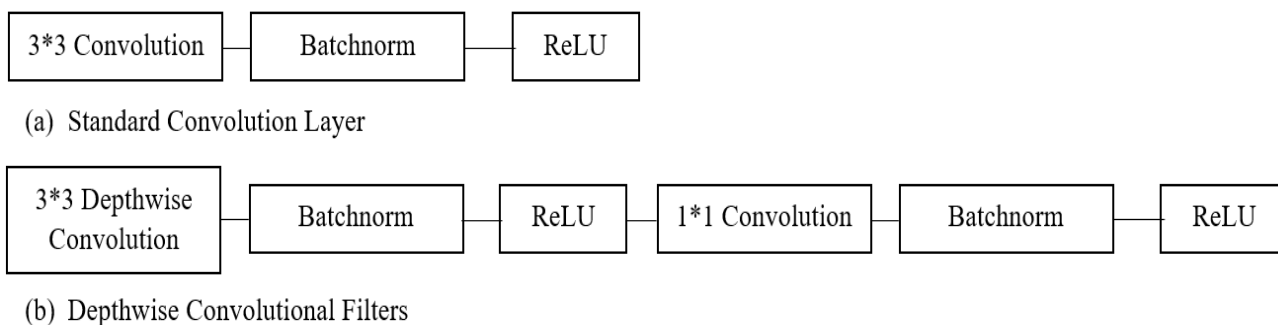 3*3 Convolution
Batchnorm
ReLU
(a) Standard Convolution Layer
3*3 Depthwise
Convolution
Batchnorm
ReLU
1*1 Convolution
Batchnorm
ReLU
(b) Depthwise Convolutional Filters